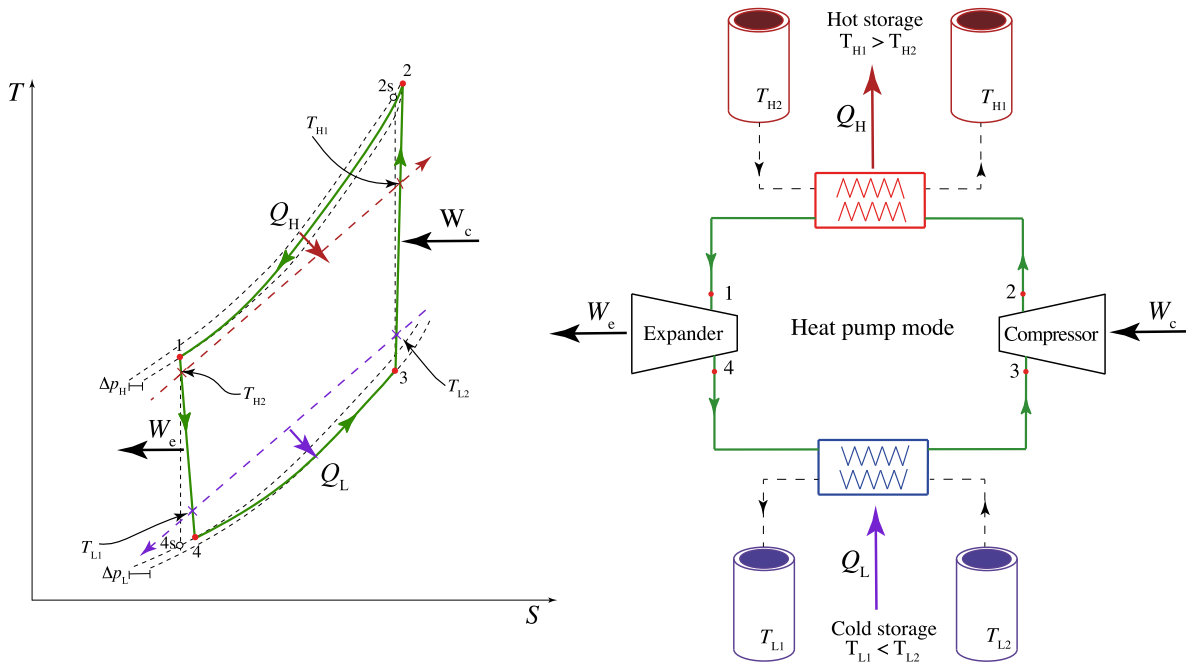 T
2s
2
T_H1
Q_H
W_c
1
Δp_H
T_H2
3
T_L2
W_e
Q_L
T_L1
4s
4
Δp_L
S
Hot storage
T_H1 > T_H2
T_H2
T_H1
Q_H
1
2
W_e
Expander
Heat pump mode
Compressor
W_c
4
3
Q_L
T_L1
T_L2
Cold storage
T_L1 < T_L2